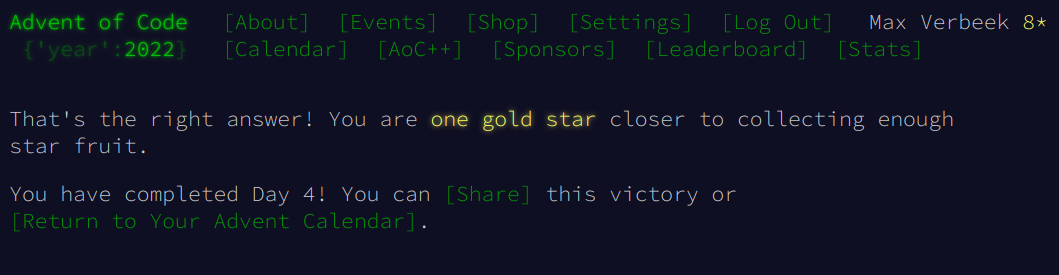 Advent of Code [About] [Events] [Shop] [Settings] [Log Out] Max Verbeek 8*
{'year':2022} [Calendar] [AoC++] [Sponsors] [Leaderboard] [Stats]
That's the right answer! You are one gold star closer to collecting enough
star fruit.
You have completed Day 4! You can [Share] this victory or
[Return to Your Advent Calendar].